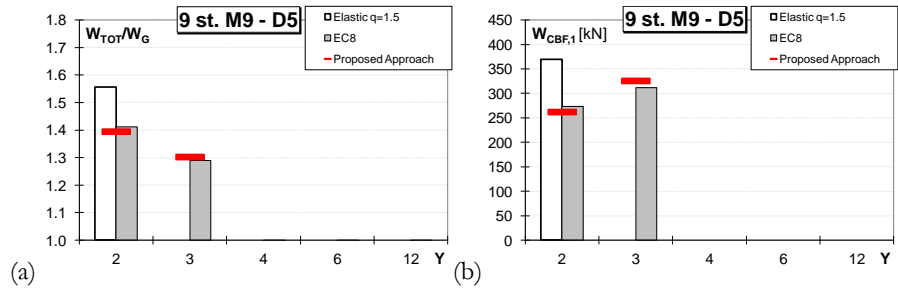 9 st. M9 - D5
W_TOT/W_G
Elastic q=1.5
EC8
Proposed Approach
1.8
1.7
1.6
1.5
1.4
1.3
1.2
1.1
1.0
2 3 4 6 12 Y
(a)
9 st. M9 - D5
W_CBF,1 [kN]
Elastic q=1.5
EC8
Proposed Approach
450
400
350
300
250
200
150
100
50
0
2 3 4 6 12 Y
(b)